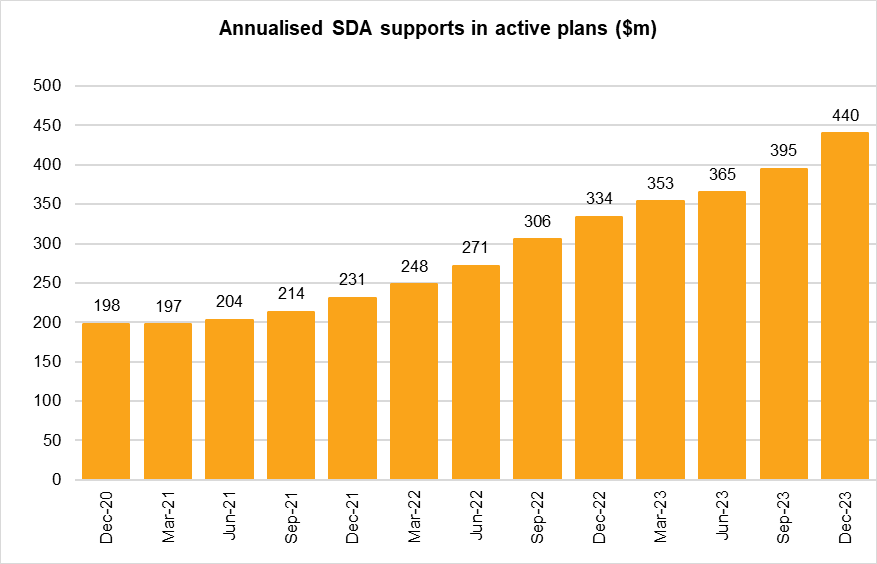 Annualised SDA supports in active plans ($m)
500
450
400
350
300
250
200
150
100
50
0
198
197
204
214
231
248
271
306
334
353
365
395
440
Dec-20
Mar-21
Jun-21
Sep-21
Dec-21
Mar-22
Jun-22
Sep-22
Dec-22
Mar-23
Jun-23
Sep-23
Dec-23